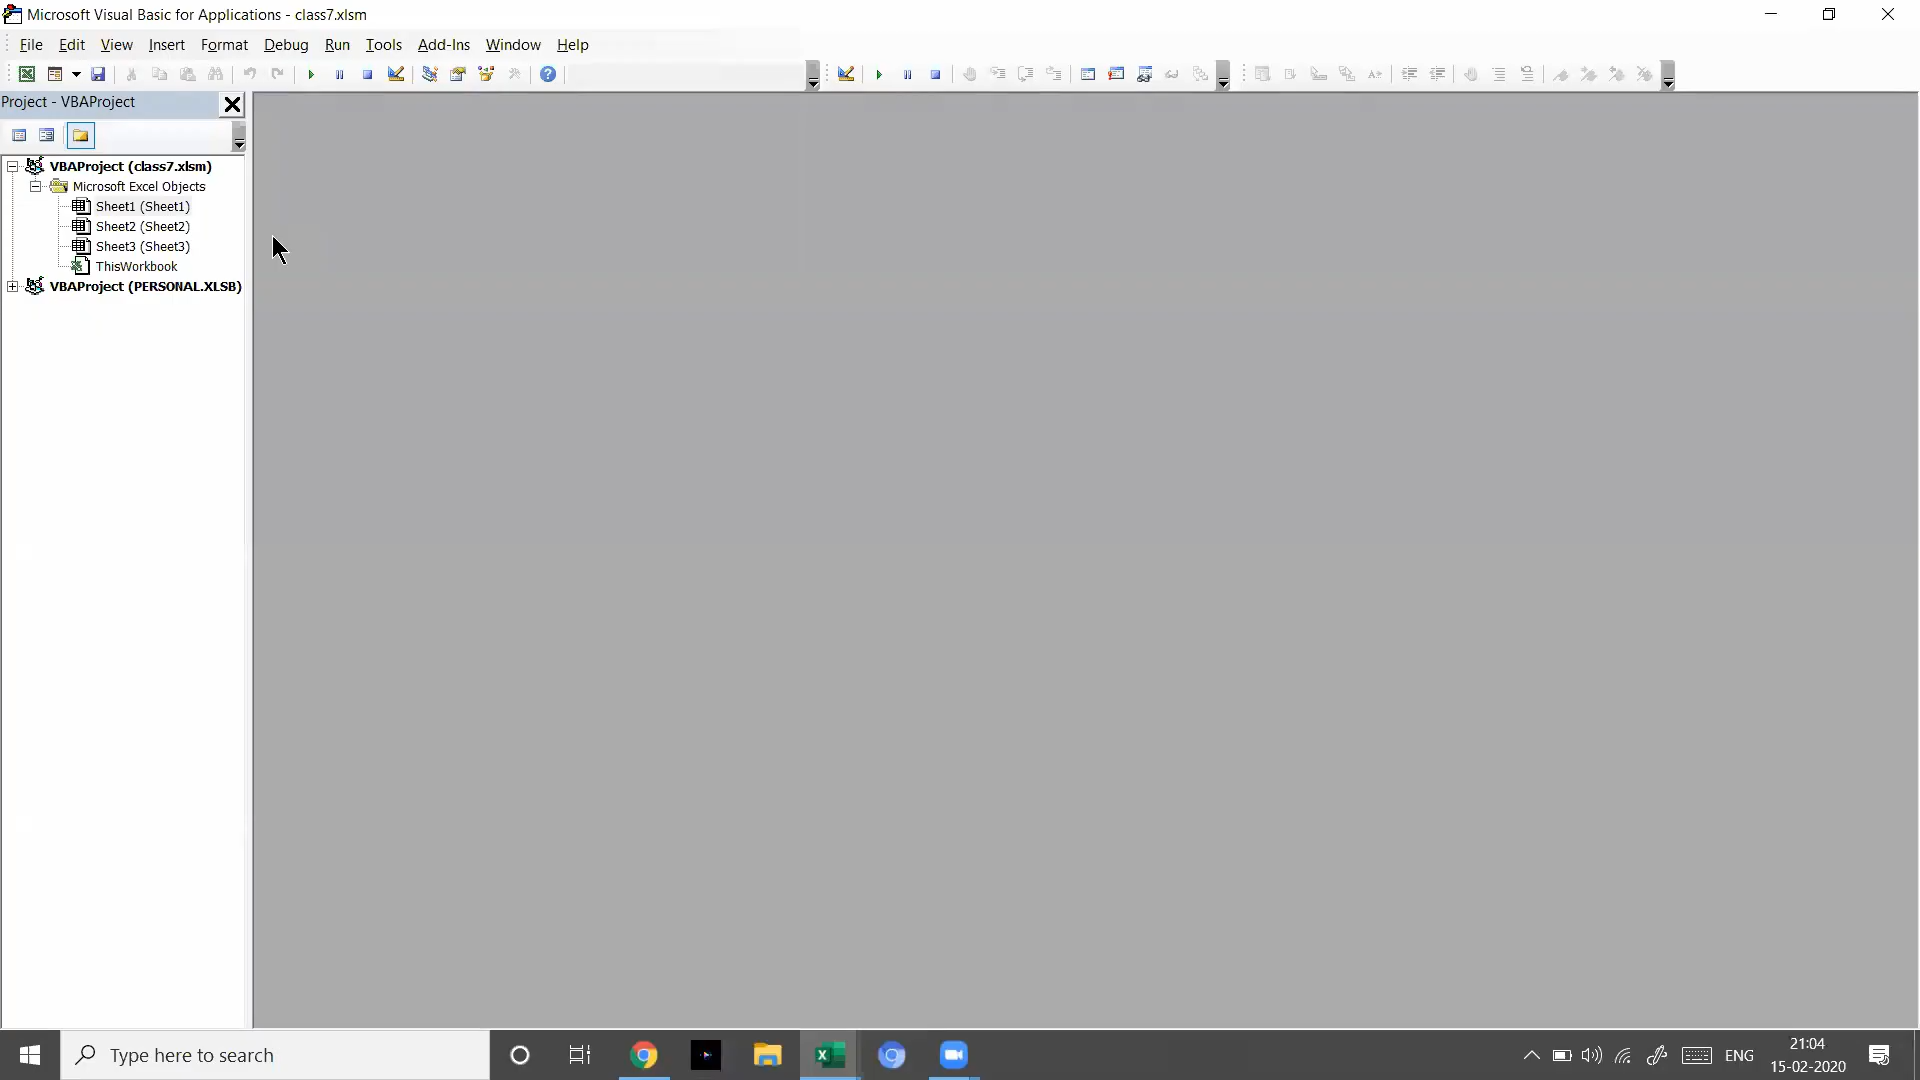 Microsoft Visual Basic for Applications - class7.xlsm
File Edit View Insert Format Debug Run Tools Add-Ins Window Help
Project - VBAProject
VBAProject (class7.xlsm)
Microsoft Excel Objects
Sheet1 (Sheet1)
Sheet2 (Sheet2)
Sheet3 (Sheet3)
ThisWorkbook
VBAProject (PERSONAL.XLSB)
Type here to search
ENG
21:04
15-02-2020